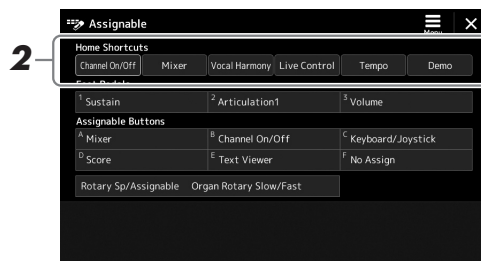 Assignable
Menu
Home Shortcuts
2
Channel On/Off Mixer Vocal Harmony Live Control Tempo Demo
Foot Pedals
1 Sustain 2 Articulation1 3 Volume
Assignable Buttons
A Mixer B Channel On/Off C Keyboard/Joystick
D Score E Text Viewer F No Assign
Rotary Sp/Assignable Organ Rotary Slow/Fast